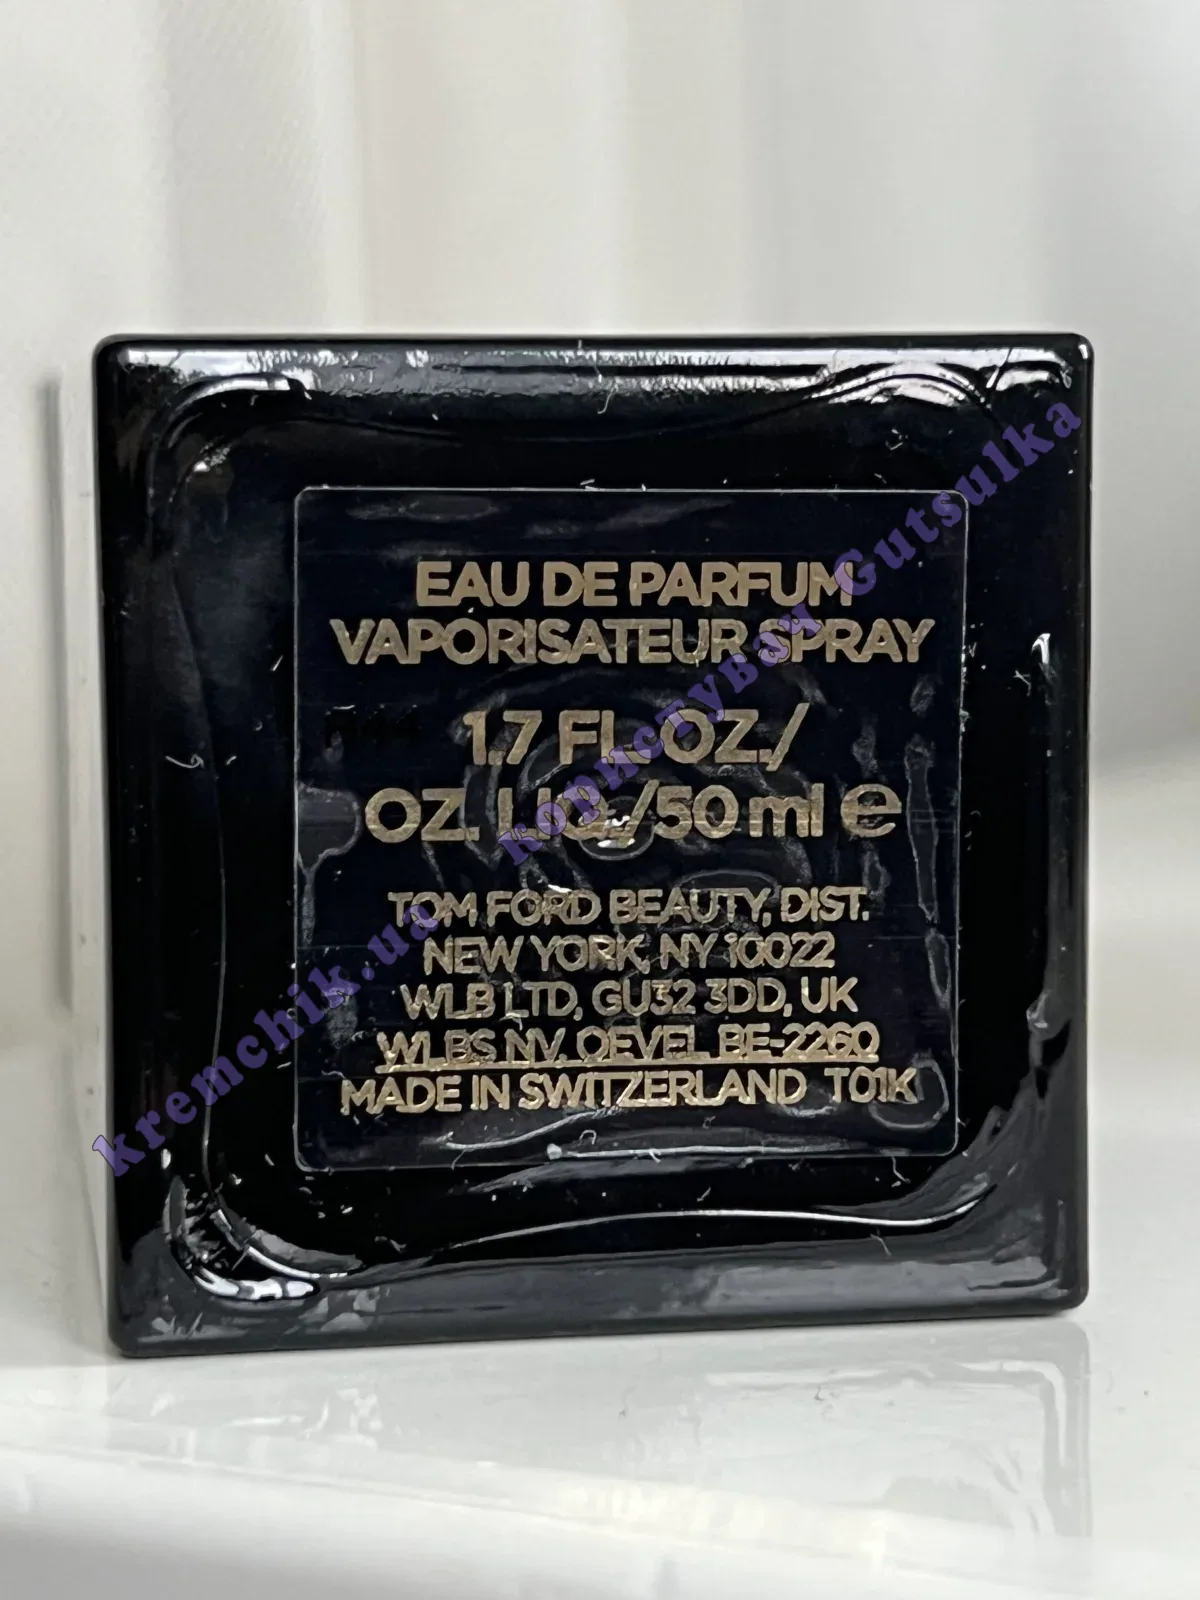 EAU DE PARFUM
VAPORISATEUR SPRAY
1.7 FL. OZ./
OZ. LIQ./50 ml e
TOM FORD BEAUTY, DIST.
NEW YORK, NY 10022
WLB LTD, GU32 3DD, UK
WLBS NV. OEVEL BE-2260
MADE IN SWITZERLAND T01K
kremchik.ua користувач Gutsulka